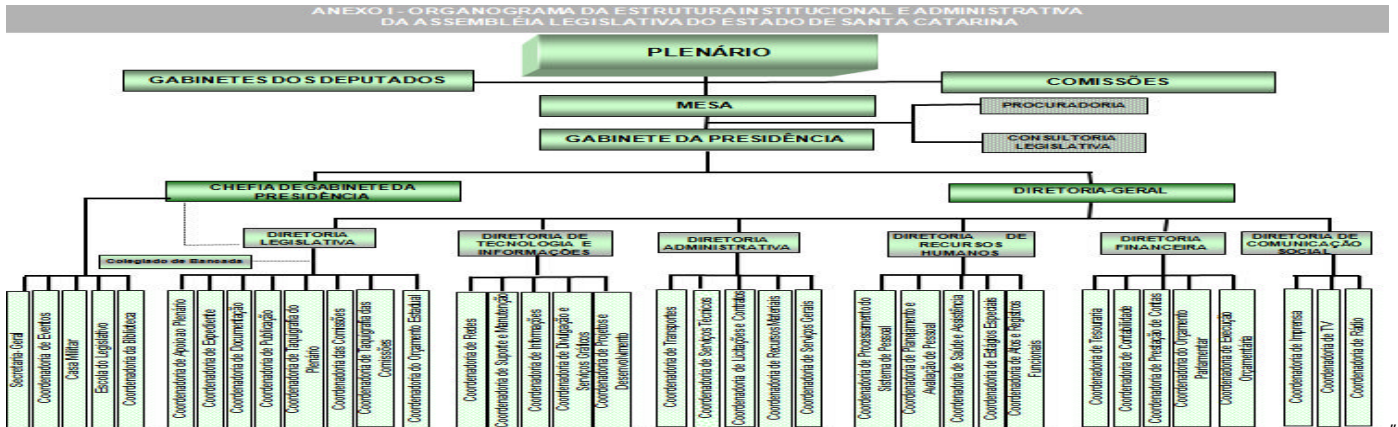 ANEXO I - ORGANOGRAMA DA ESTRUTURA INSTITUCIONAL E ADMINISTRATIVA
DA ASSEMBLÉIA LEGISLATIVA DO ESTADO DE SANTA CATARINA
PLENÁRIO
GABINETES DOS DEPUTADOS
COMISSÕES
MESA
PROCURADORIA
GABINETE DA PRESIDÊNCIA
CONSULTORIA
LEGISLATIVA
CHEFIA DE GABINETE DA
PRESIDÊNCIA
DIRETORIA-GERAL
DIRETORIA
LEGISLATIVA
DIRETORIA DE
TECNOLOGIA E
INFORMAÇÕES
DIRETORIA
ADMINISTRATIVA
DIRETORIA DE
RECURSOS
HUMANOS
DIRETORIA
FINANCEIRA
DIRETORIA DE
COMUNICAÇÃO
SOCIAL
Colegiado de Bancada
Secretaria-Geral
Coordenadoria de Eventos
Casa Militar
Escola do Legislativo
Coordenadoria da Biblioteca
Coordenadoria de Apoio ao Plenário
Coordenadoria de Expediente
Coordenadoria de Documentação
Coordenadoria de Publicação
Coordenadoria de Taquigrafia do
Plenário
Coordenadoria das Comissões
Coordenadoria de Taquigrafia das
Comissões
Coordenadoria do Orçamento Estadual
Coordenadoria de Redes
Coordenadoria de Suporte e Manutenção
Coordenadoria de Informações
Coordenadoria de Divulgação e
Serviços Gráficos
Coordenadoria de Projetos e
Desenvolvimento
Coordenadoria de Transportes
Coordenadoria de Serviços Técnicos
Coordenadoria de Licitações e Contratos
Coordenadoria de Recursos Materiais
Coordenadoria de Serviços Gerais
Coordenadoria de Processamento do
Sistema de Pessoal
Coordenadoria de Planejamento e
Avaliação de Pessoal
Coordenadoria de Saúde e Assistência
Coordenadoria de Estágios Especiais
Coordenadoria de Atos e Registros
Funcionais
Coordenadoria de Tesouraria
Coordenadoria de Contabilidade
Coordenadoria de Prestação de Contas
Coordenadoria do Orçamento
Parlamentar
Coordenadoria de Execução
Orçamentária
Coordenadoria de Imprensa
Coordenadoria de TV
Coordenadoria de Rádio
"